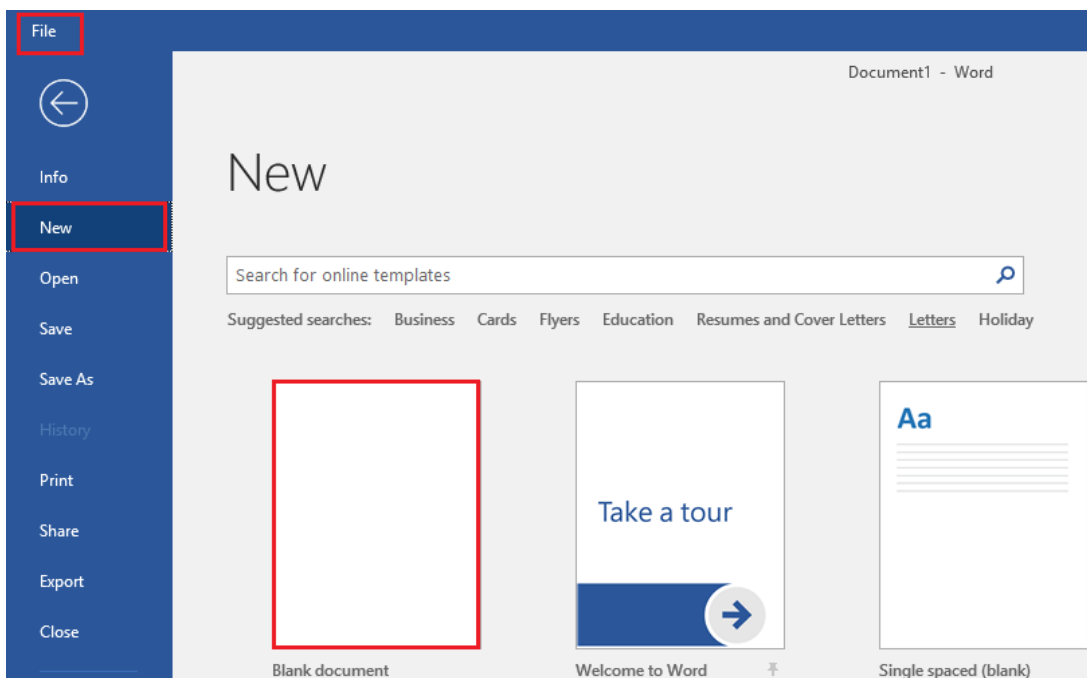 File
Document1 - Word
Info
New
Open
Save
Save As
History
Print
Share
Export
Close
New
Search for online templates
Suggested searches: Business Cards Flyers Education Resumes and Cover Letters Letters Holiday
Take a tour
Aa
Blank document
Welcome to Word
Single spaced (blank)